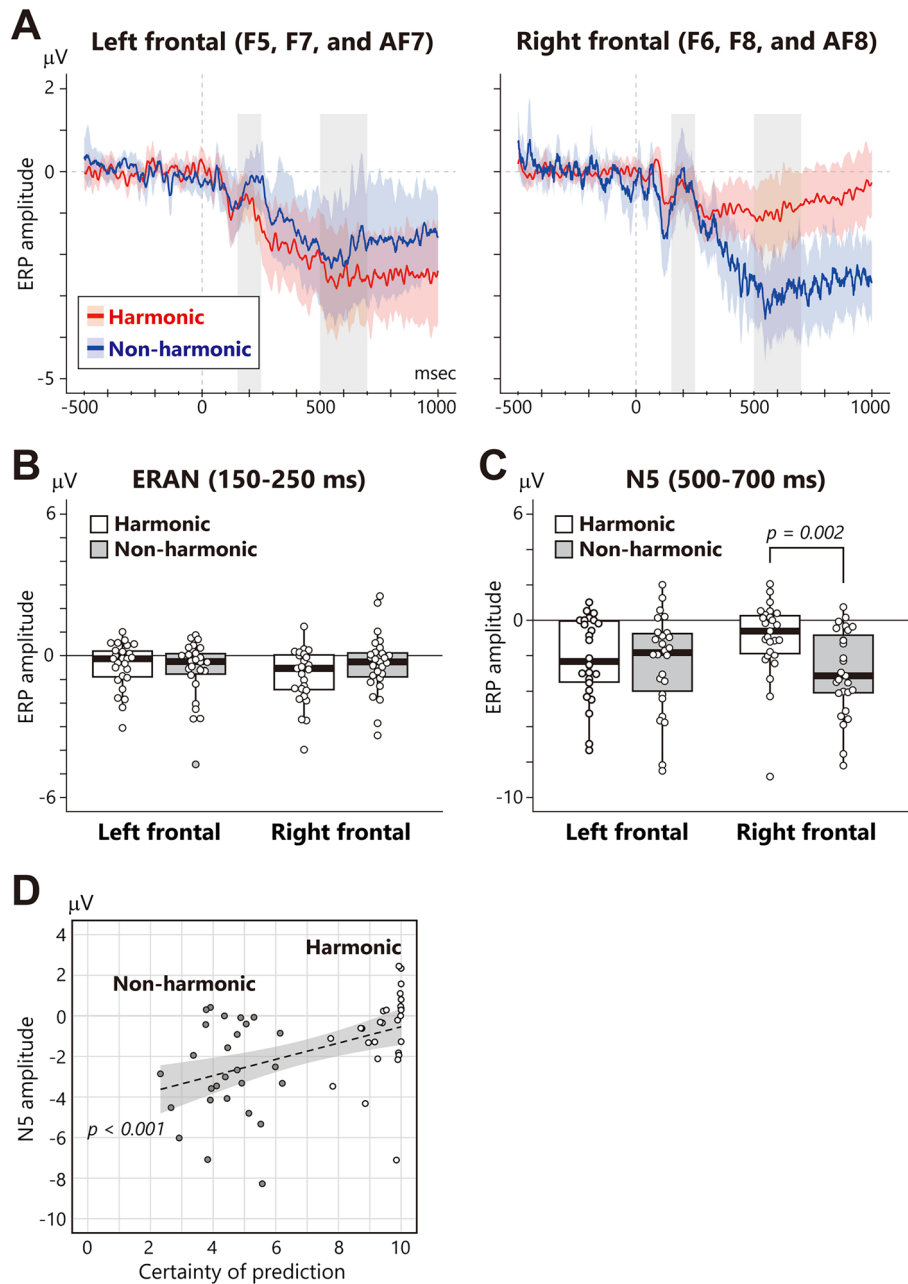 A
Left frontal (F5, F7, and AF7)
Right frontal (F6, F8, and AF8)
μV
2
0
-5
ERP amplitude
Harmonic
Non-harmonic
msec
-500
0
500
1000
-500
0
500
1000
B
μV
ERAN (150-250 ms)
6
0
-6
ERP amplitude
Harmonic
Non-harmonic
Left frontal
Right frontal
C
μV
N5 (500-700 ms)
6
0
-10
ERP amplitude
Harmonic
Non-harmonic
p = 0.002
Left frontal
Right frontal
D
μV
4
2
0
-2
-4
-6
-8
-10
N5 amplitude
Harmonic
Non-harmonic
p < 0.001
0
2
4
6
8
10
Certainty of prediction